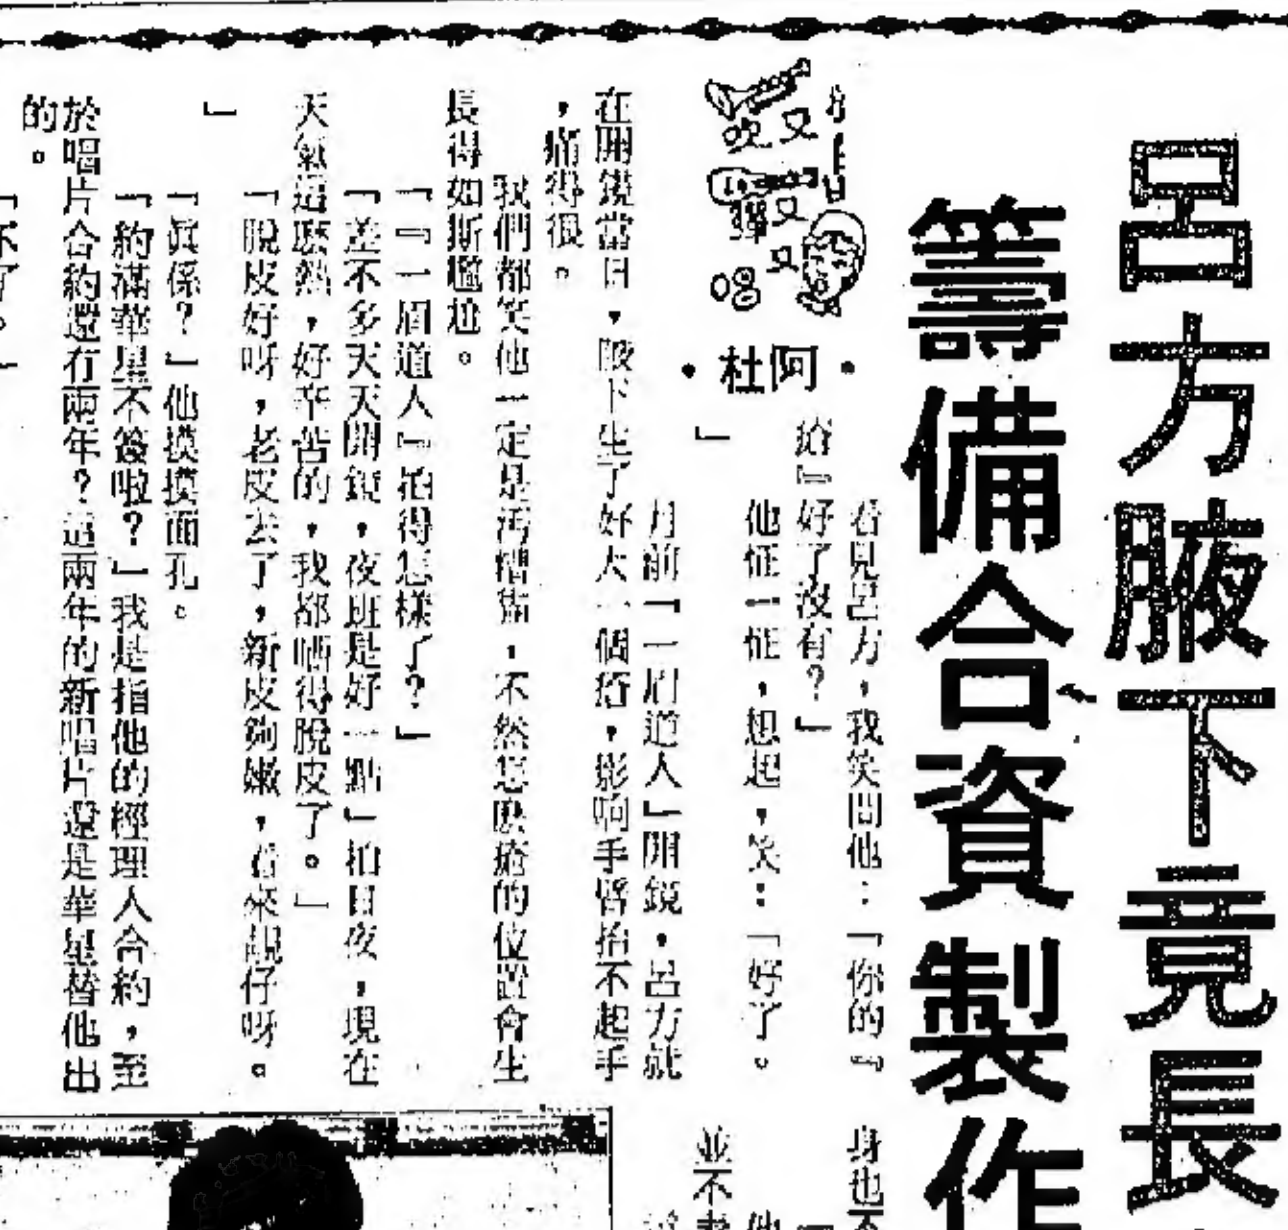 呂方腋下竟長
籌備合資製作
又吹
又彈
又唱
•阿杜•
看見呂方,我笑問他:「你的『
好了沒有?」
他怔一怔,想起,笑:「好了。
」
月前「一眉道人」開鏡,呂方就
在開鏡當日,腋下生了好大一個痞,影响手臂抬不起手
,痛得很。
我們都笑他一定是污糟𡃁,不然怎麽瘡的位置會生
長得如斯尷尬。
「『一眉道人』拍得怎樣了?」
「差不多天天開鏡,夜班是好一點」拍日夜,現在
天氣這麽熱,好辛苦的,我都晒得脫皮了。」
「脫皮好呀,老皮去了,新皮夠嫩,看來靚仔呀。
」
「眞係?」他摸摸面孔。
「約滿華星不簽啦?」我是指他的經理人合約,至
於唱片合約還有兩年?這兩年的新唱片還是華星替他出
的。
身也不
並不